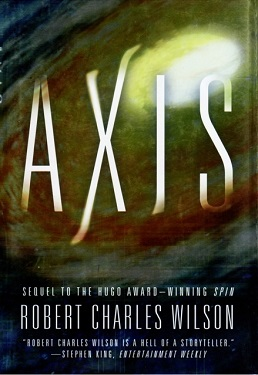 AXIS
SEQUEL TO THE HUGO AWARD–WINNING SPIN
ROBERT CHARLES WILSON
"ROBERT CHARLES WILSON IS A HELL OF A STORYTELLER."
—STEPHEN KING, ENTERTAINMENT WEEKLY